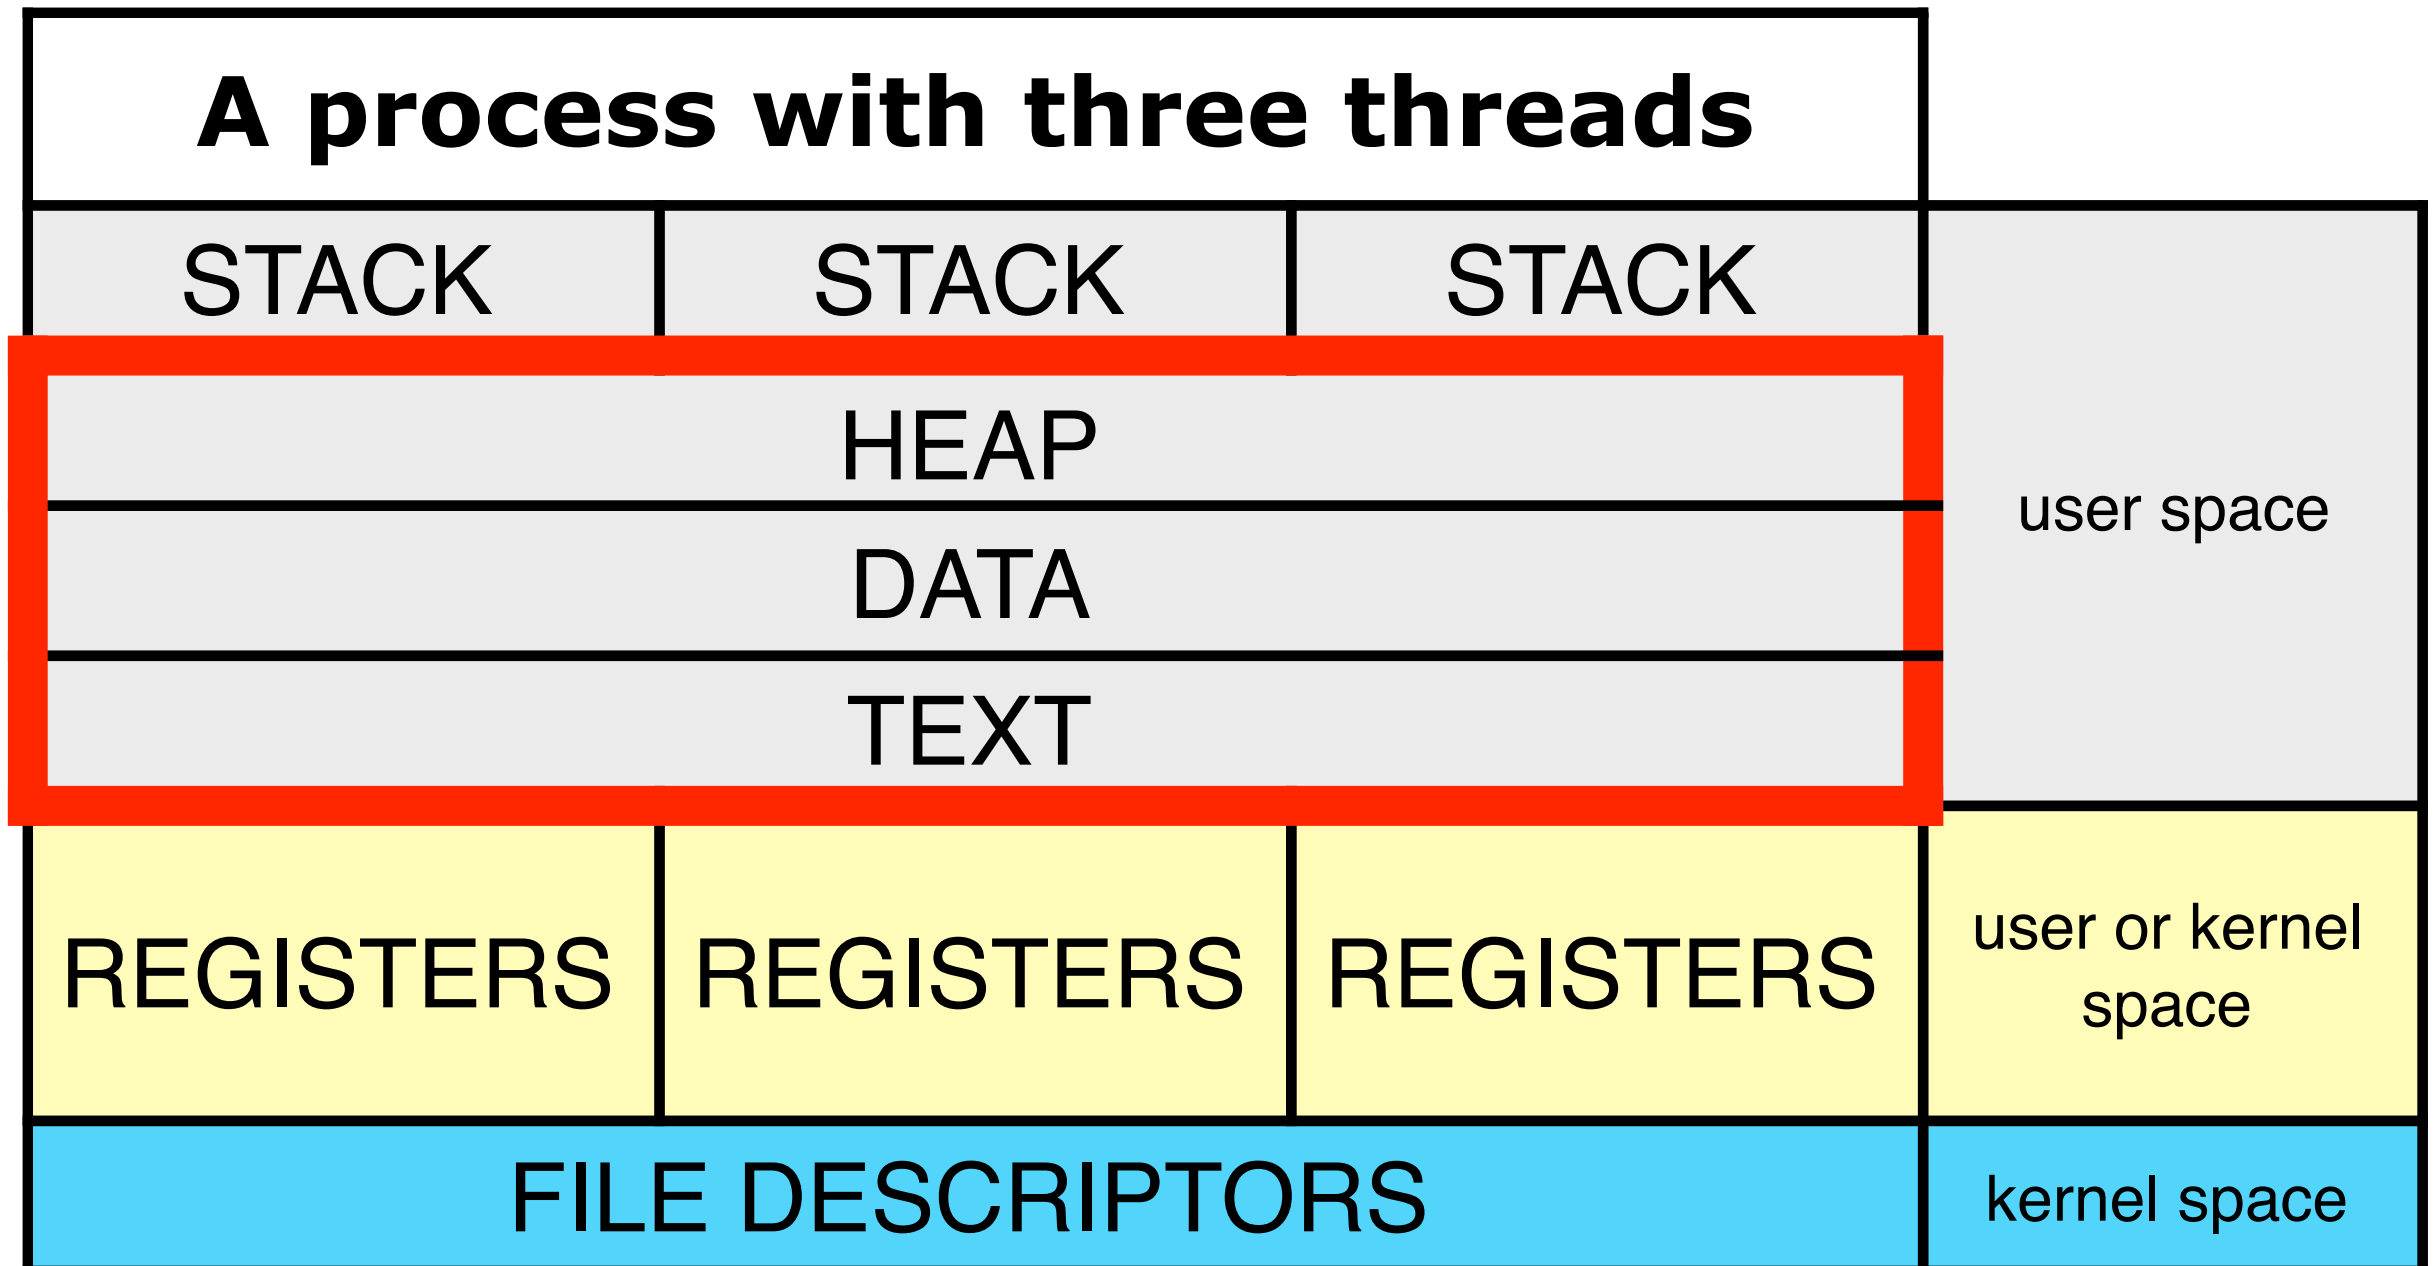 A process with three threads
STACK STACK STACK
HEAP
user space
DATA
TEXT
REGISTERS REGISTERS REGISTERS
user or kernel
space
FILE DESCRIPTORS
kernel space